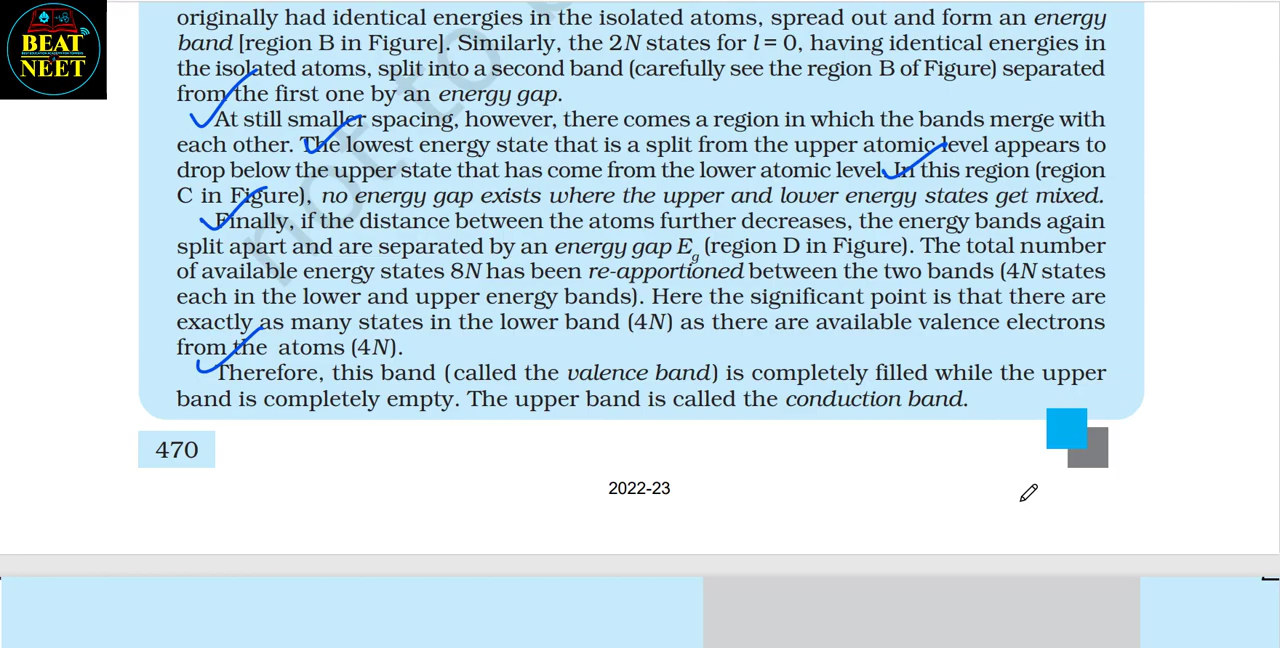 BEAT
NEET
originally had identical energies in the isolated atoms, spread out and form an energy
band [region B in Figure]. Similarly, the 2N states for l = 0, having identical energies in
the isolated atoms, split into a second band (carefully see the region B of Figure) separated
from the first one by an energy gap.
At still smaller spacing, however, there comes a region in which the bands merge with
each other. The lowest energy state that is a split from the upper atomic level appears to
drop below the upper state that has come from the lower atomic level. In this region (region
C in Figure), no energy gap exists where the upper and lower energy states get mixed.
Finally, if the distance between the atoms further decreases, the energy bands again
split apart and are separated by an energy gap Eg (region D in Figure). The total number
of available energy states 8N has been re-apportioned between the two bands (4N states
each in the lower and upper energy bands). Here the significant point is that there are
exactly as many states in the lower band (4N) as there are available valence electrons
from the atoms (4N).
Therefore, this band (called the valence band) is completely filled while the upper
band is completely empty. The upper band is called the conduction band.
470
2022-23
not to